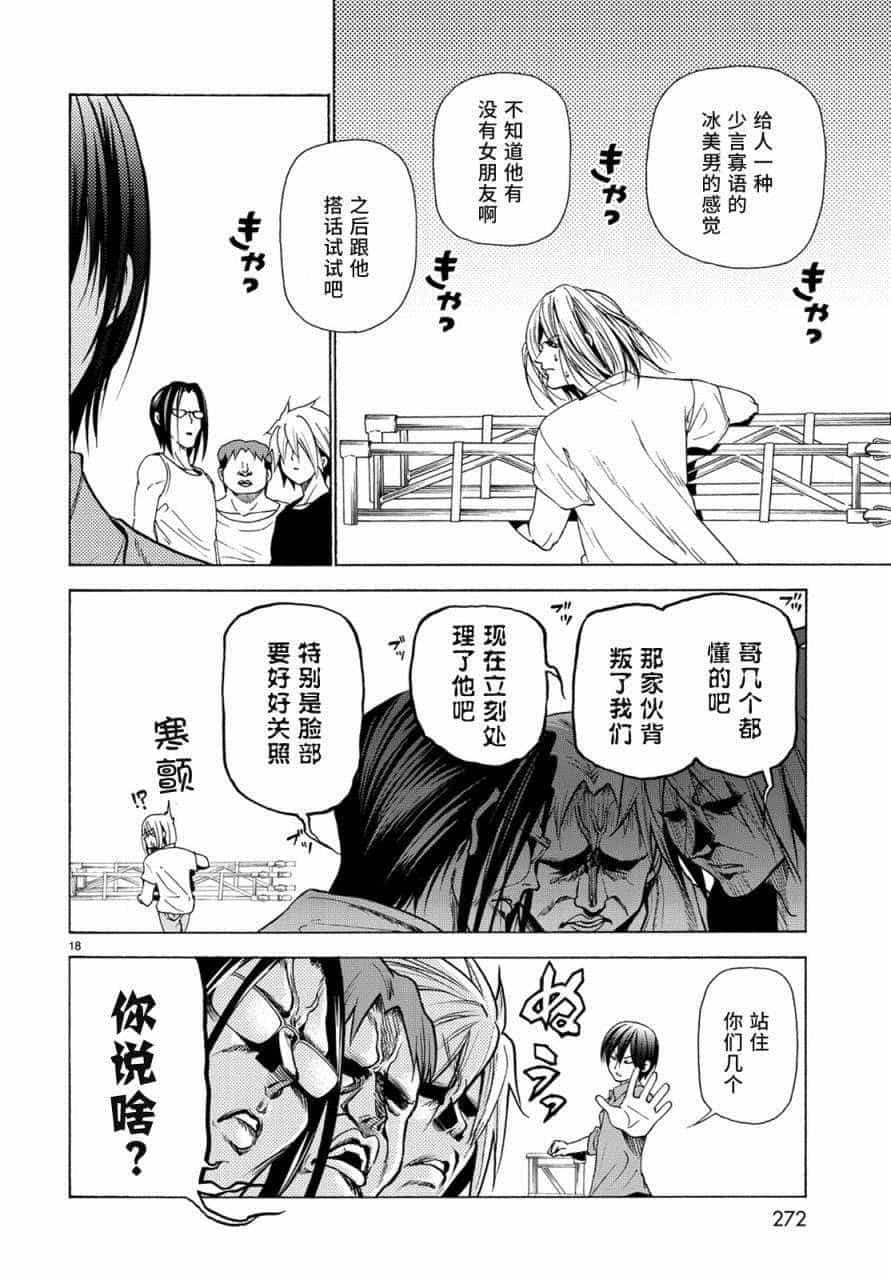 给人一种
少言寡语的
冰美男的感觉
きゃっ
不知道他有
没有女朋友啊
きゃっ
きゃっ
之后跟他
搭话试试吧
きゃっ
哥几个都
懂的吧
那家伙背
叛了我们
现在立刻处
理了他吧
特别是脸部
要好好关照
寒颤
!?
18
站住
你们几个
ぬぅ
你说啥?
272